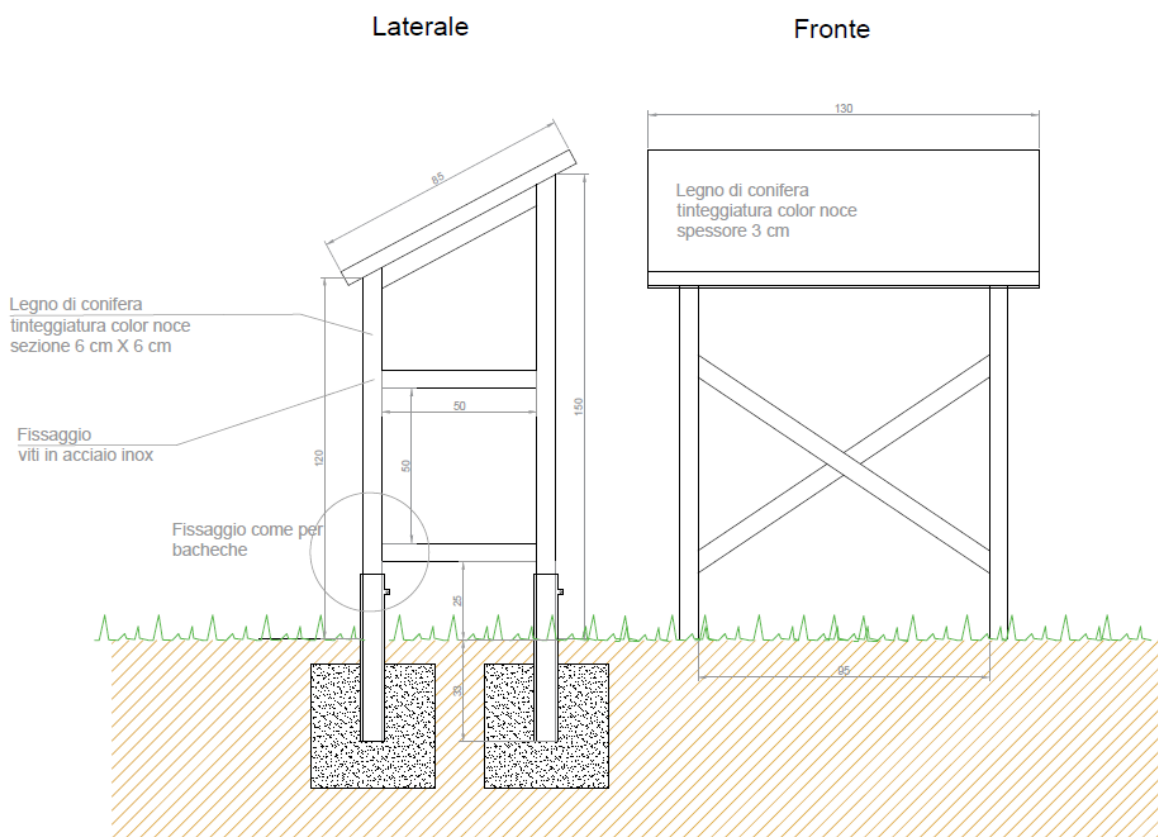 Laterale
Fronte
130
85
Legno di conifera
tinteggiatura color noce
spessore 3 cm
Legno di conifera
tinteggiatura color noce
sezione 6 cm X 6 cm
50
150
Fissaggio
viti in acciaio inox
120
50
Fissaggio come per
bacheche
25
33
95